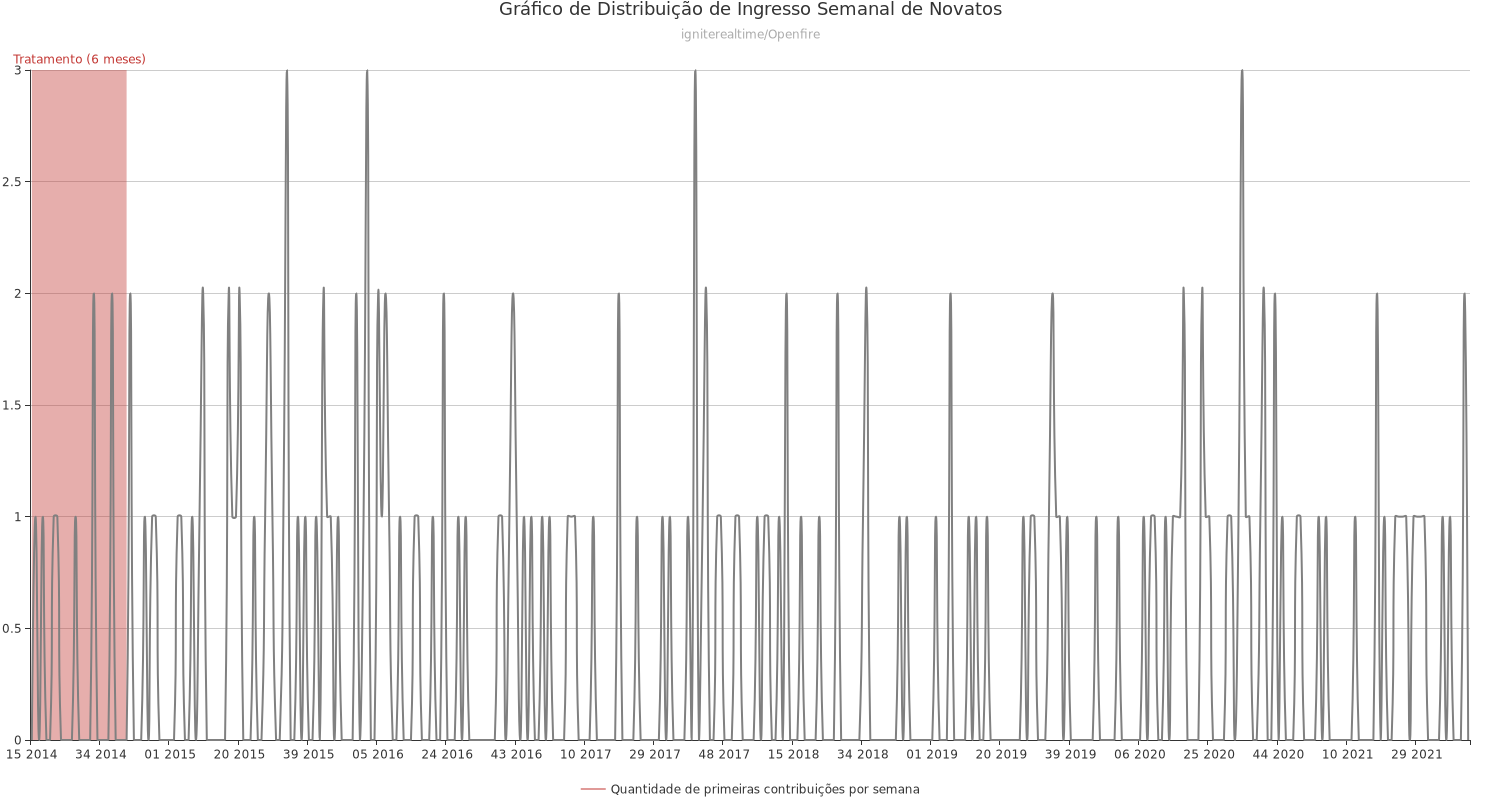 Gráfico de Distribuição de Ingresso Semanal de Novatos
igniterealtime/Openfire
Tratamento (6 meses)
3
2.5
2
1.5
1
0.5
0
15 2014 34 2014 01 2015 20 2015 39 2015 05 2016 24 2016 43 2016 10 2017 29 2017 48 2017 15 2018 34 2018 01 2019 20 2019 39 2019 06 2020 25 2020 44 2020 10 2021 29 2021
Quantidade de primeiras contribuições por semana